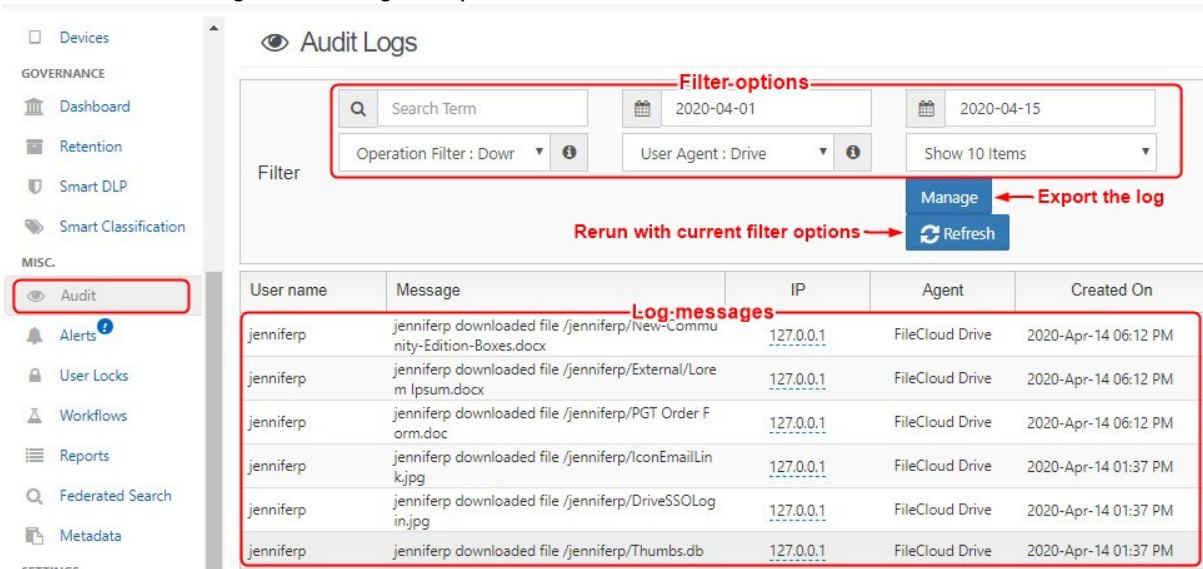 Devices
GOVERNANCE
Dashboard
Retention
Smart DLP
Smart Classification
MISC.
Audit
Alerts
User Locks
Workflows
Reports
Federated Search
Metadata
Audit Logs
Filter options
Search Term 2020-04-01 2020-04-15
Filter
Operation Filter : Dowr User Agent : Drive Show 10 Items
Manage Export the log
Rerun with current filter options Refresh
User name Message IP Agent Created On
Log messages
jenniferp jenniferp downloaded file /jenniferp/New-Commu 127.0.0.1 FileCloud Drive 2020-Apr-14 06:12 PM
nity-Edition-Boxes.docx
jenniferp jenniferp downloaded file /jenniferp/External/Lore 127.0.0.1 FileCloud Drive 2020-Apr-14 06:12 PM
m Ipsum.docx
jenniferp jenniferp downloaded file /jenniferp/PGT Order F 127.0.0.1 FileCloud Drive 2020-Apr-14 06:12 PM
orm.doc
jenniferp jenniferp downloaded file /jenniferp/IconEmailLin 127.0.0.1 FileCloud Drive 2020-Apr-14 01:37 PM
k.jpg
jenniferp jenniferp downloaded file /jenniferp/DriveSSOLog 127.0.0.1 FileCloud Drive 2020-Apr-14 01:37 PM
in.jpg
jenniferp jenniferp downloaded file /jenniferp/Thumbs.db 127.0.0.1 FileCloud Drive 2020-Apr-14 01:37 PM